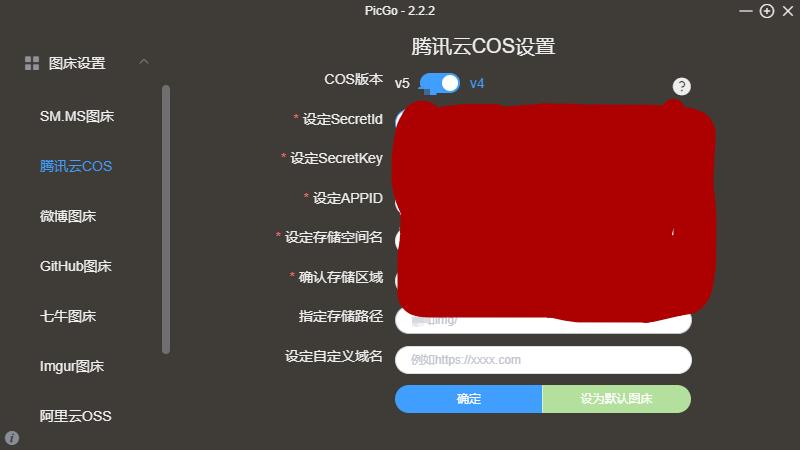 PicGo - 2.2.2
图床设置
SM.MS图床
腾讯云COS
微博图床
GitHub图床
七牛图床
Imgur图床
阿里云OSS
腾讯云COS设置
COS版本 v5 v4
* 设定SecretId
* 设定SecretKey
* 设定APPID
* 设定存储空间名
* 确认存储区域
指定存储路径
设定自定义域名 例如https://xxxx.com
确定 设为默认图床